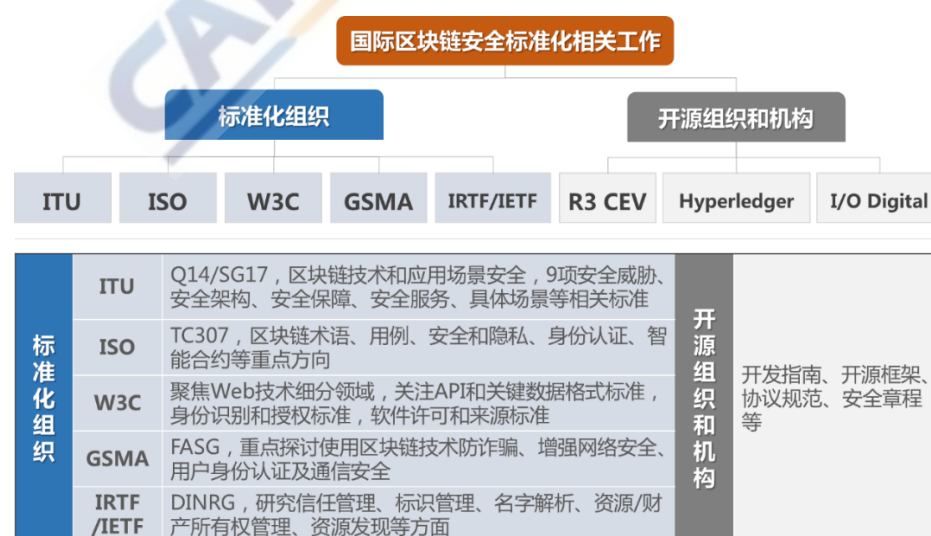 国际区块链安全标准化相关工作
标准化组织
开源组织和机构
ITU
ISO
W3C
GSMA
IRTF/IETF
R3 CEV
Hyperledger
I/O Digital
标准化组织
ITU
Q14/SG17，区块链技术和应用场景安全，9项安全威胁、
安全架构、安全保障、安全服务、具体场景等相关标准
ISO
TC307，区块链术语、用例、安全和隐私、身份认证、智
能合约等重点方向
W3C
聚焦Web技术细分领域，关注API和关键数据格式标准，
身份识别和授权标准，软件许可和来源标准
GSMA
FASG，重点探讨使用区块链技术防诈骗、增强网络安全、
用户身份认证及通信安全
IRTF
/IETF
DINRG，研究信任管理、标识管理、名字解析、资源/财
产所有权管理、资源发现等方面
开源组织和机构
开发指南、开源框架、
协议规范、安全章程
等